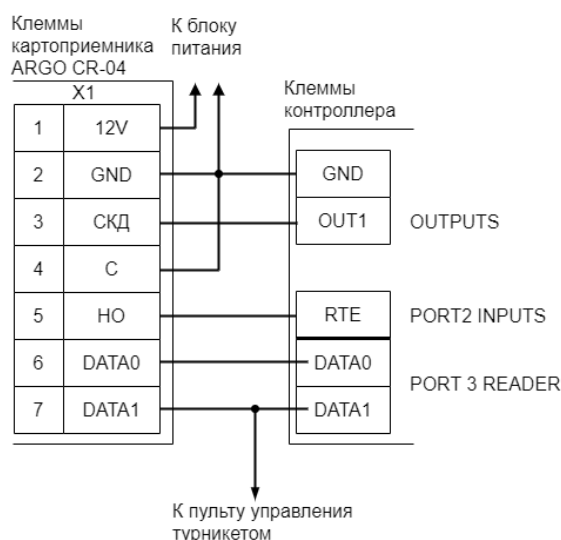 Клеммы
картоприемника
ARGO CR-04
К блоку
питания
Клеммы
контроллера
X1
1 12V
2 GND GND
3 СКД OUT1 OUTPUTS
4 C
5 НО RTE PORT2 INPUTS
6 DATA0 DATA0
PORT 3 READER
7 DATA1 DATA1
К пульту управления
турникетом